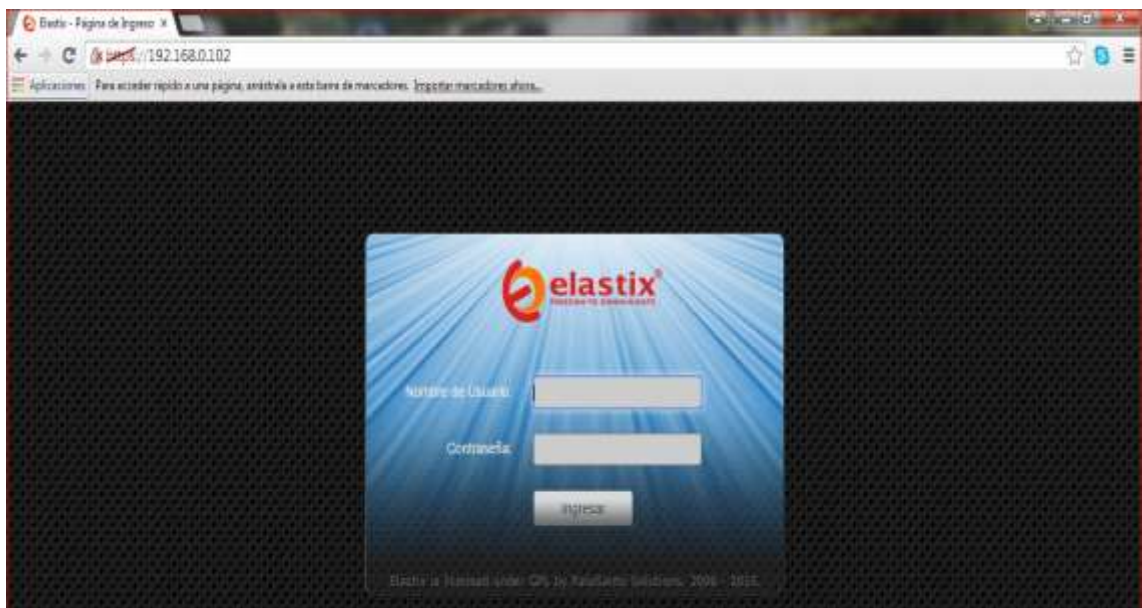 Elastix - Página de Ingreso
https://192.168.0.102
Aplicaciones Para acceder rápido a una página, arrástrala a esta barra de marcadores. Importar marcadores ahora...
elastix®
Nombre de Usuario:
Contraseña:
Ingresar
Elastix is licensed under GPL by PaloSanto Solutions. 2006 -